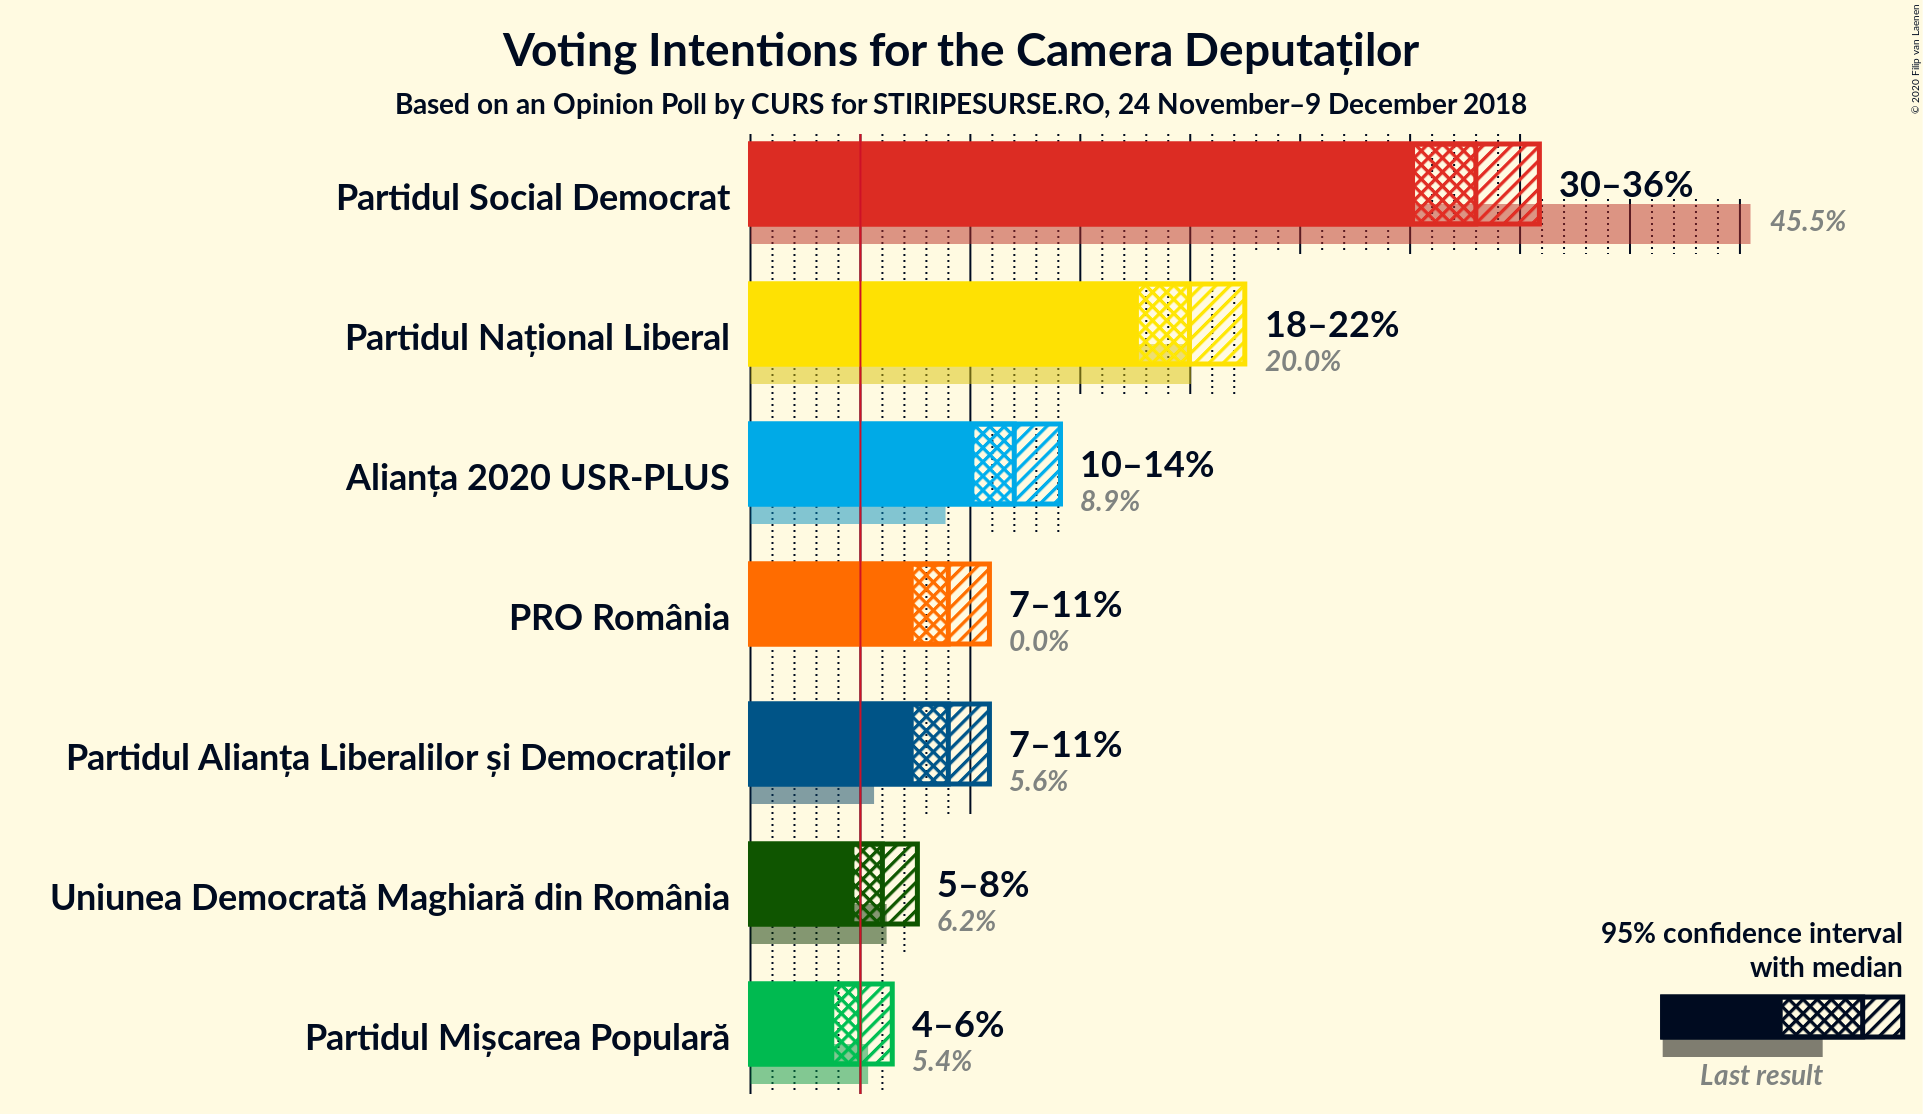 Voting Intentions for the Camera Deputaților
Based on an Opinion Poll by CURS for STIRIPESURSE.RO, 24 November–9 December 2018
© 2020 Filip van Laenen
Partidul Social Democrat
30–36%
45.5%
Partidul Național Liberal
18–22%
20.0%
Alianța 2020 USR-PLUS
10–14%
8.9%
PRO România
7–11%
0.0%
Partidul Alianța Liberalilor și Democraților
7–11%
5.6%
Uniunea Democrată Maghiară din România
5–8%
6.2%
Partidul Mișcarea Populară
4–6%
5.4%
95% confidence interval
with median
Last result